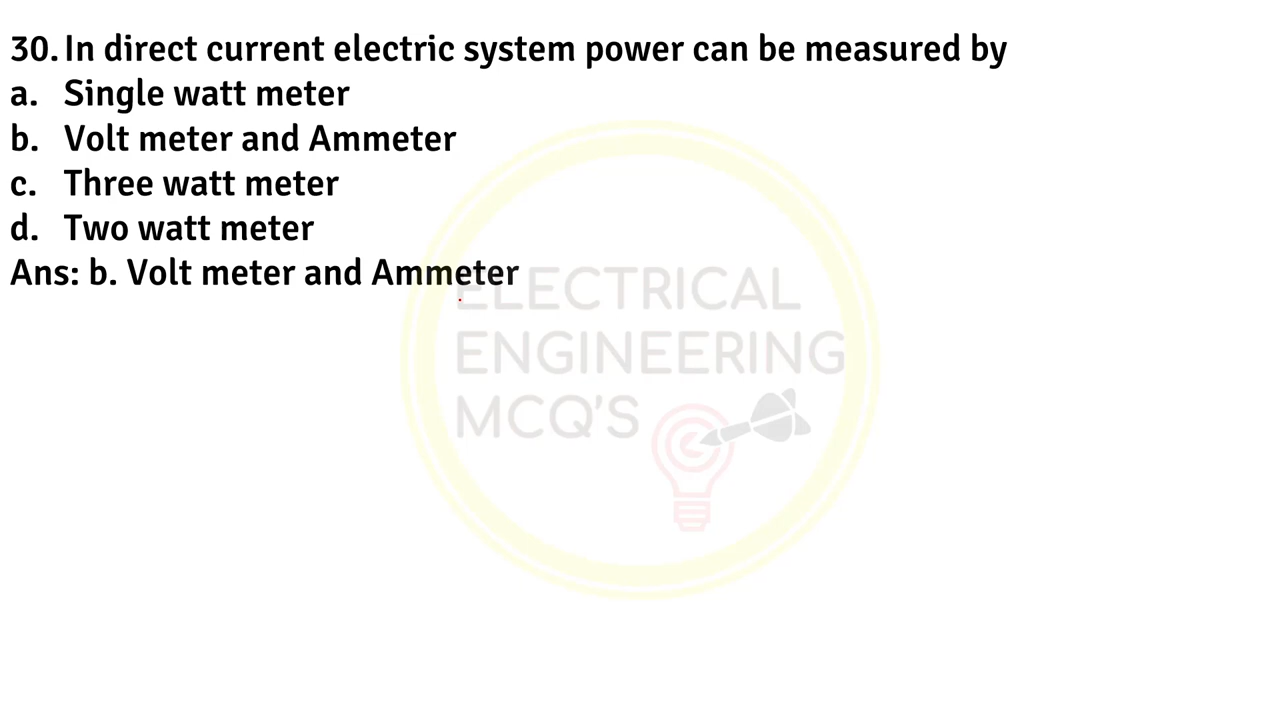 30. In direct current electric system power can be measured by
a. Single watt meter
b. Volt meter and Ammeter
c. Three watt meter
d. Two watt meter
Ans: b. Volt meter and Ammeter
ELECTRICAL
ENGINEERING
MCQ'S